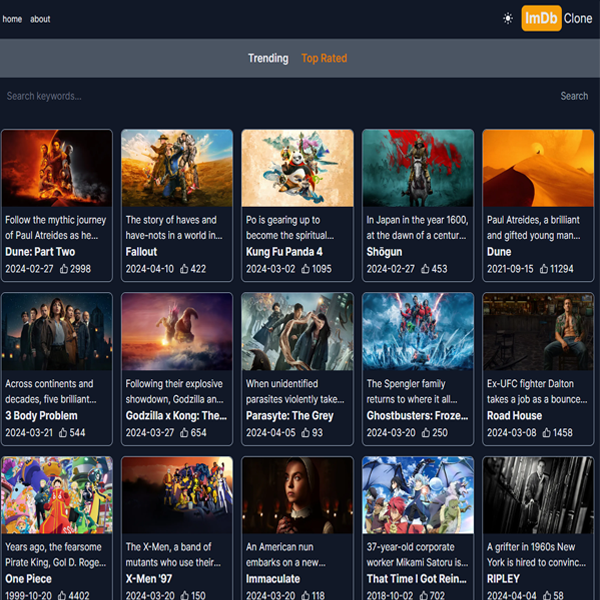 home about ImDb Clone
Trending Top Rated
Search keywords... Search
Follow the mythic journey
of Paul Atreides as he...
Dune: Part Two
2024-02-27 2998
The story of haves and
have-nots in a world in...
Fallout
2024-04-10 422
Po is gearing up to
become the spiritual...
Kung Fu Panda 4
2024-03-02 1095
In Japan in the year 1600,
at the dawn of a centur...
Shōgun
2024-02-27 453
Paul Atreides, a brilliant
and gifted young man...
Dune
2021-09-15 11294
Across continents and
decades, five brilliant...
3 Body Problem
2024-03-21 544
Following their explosive
showdown, Godzilla an...
Godzilla x Kong: The...
2024-03-27 654
When unidentified
parasites violently take...
Parasyte: The Grey
2024-04-05 93
The Spengler family
returns to where it all...
Ghostbusters: Froze...
2024-03-20 250
Ex-UFC fighter Dalton
takes a job as a bounce...
Road House
2024-03-08 1458
Years ago, the fearsome
Pirate King, Gol D. Roge...
One Piece
1999-10-20 4402
The X-Men, a band of
mutants who use their...
X-Men '97
2024-03-20 150
An American nun
embarks on a new...
Immaculate
2024-03-20 118
37-year-old corporate
worker Mikami Satoru is...
That Time I Got Rein...
2018-10-02 702
A grifter in 1960s New
York is hired to convinc...
RIPLEY
2024-04-04 58